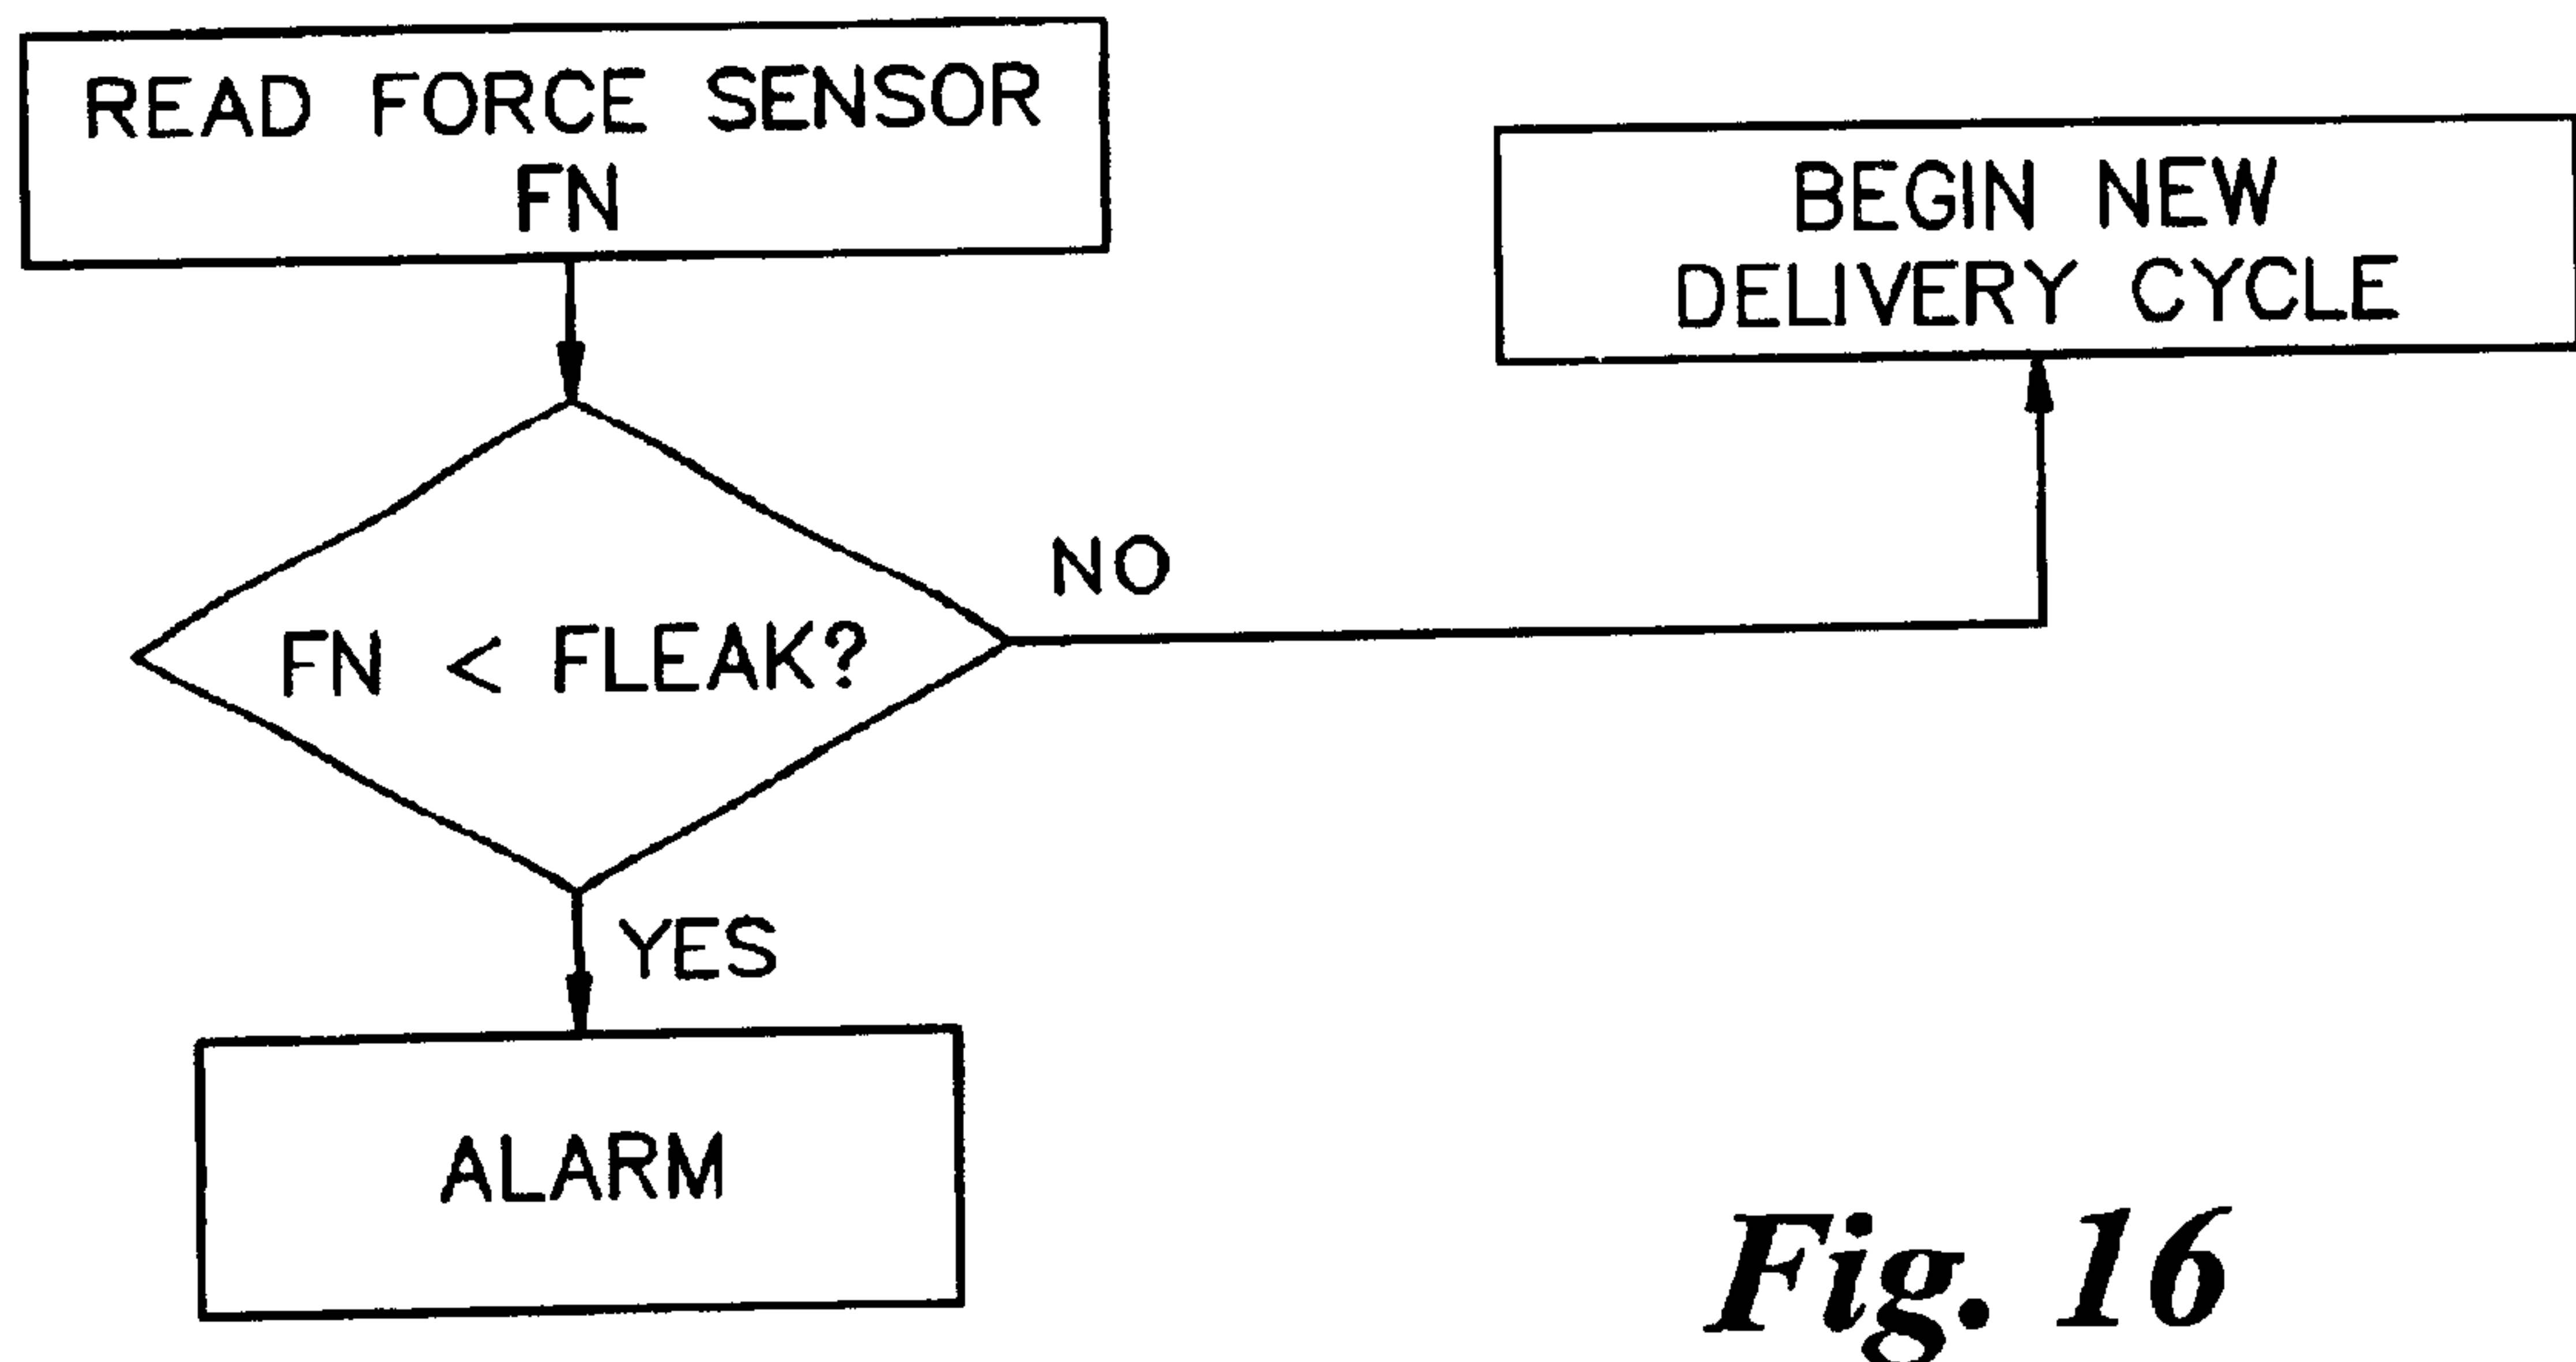 READ FORCE SENSOR
FN
BEGIN NEW
DELIVERY CYCLE
FN < FLEAK?
NO
YES
ALARM
Fig. 16